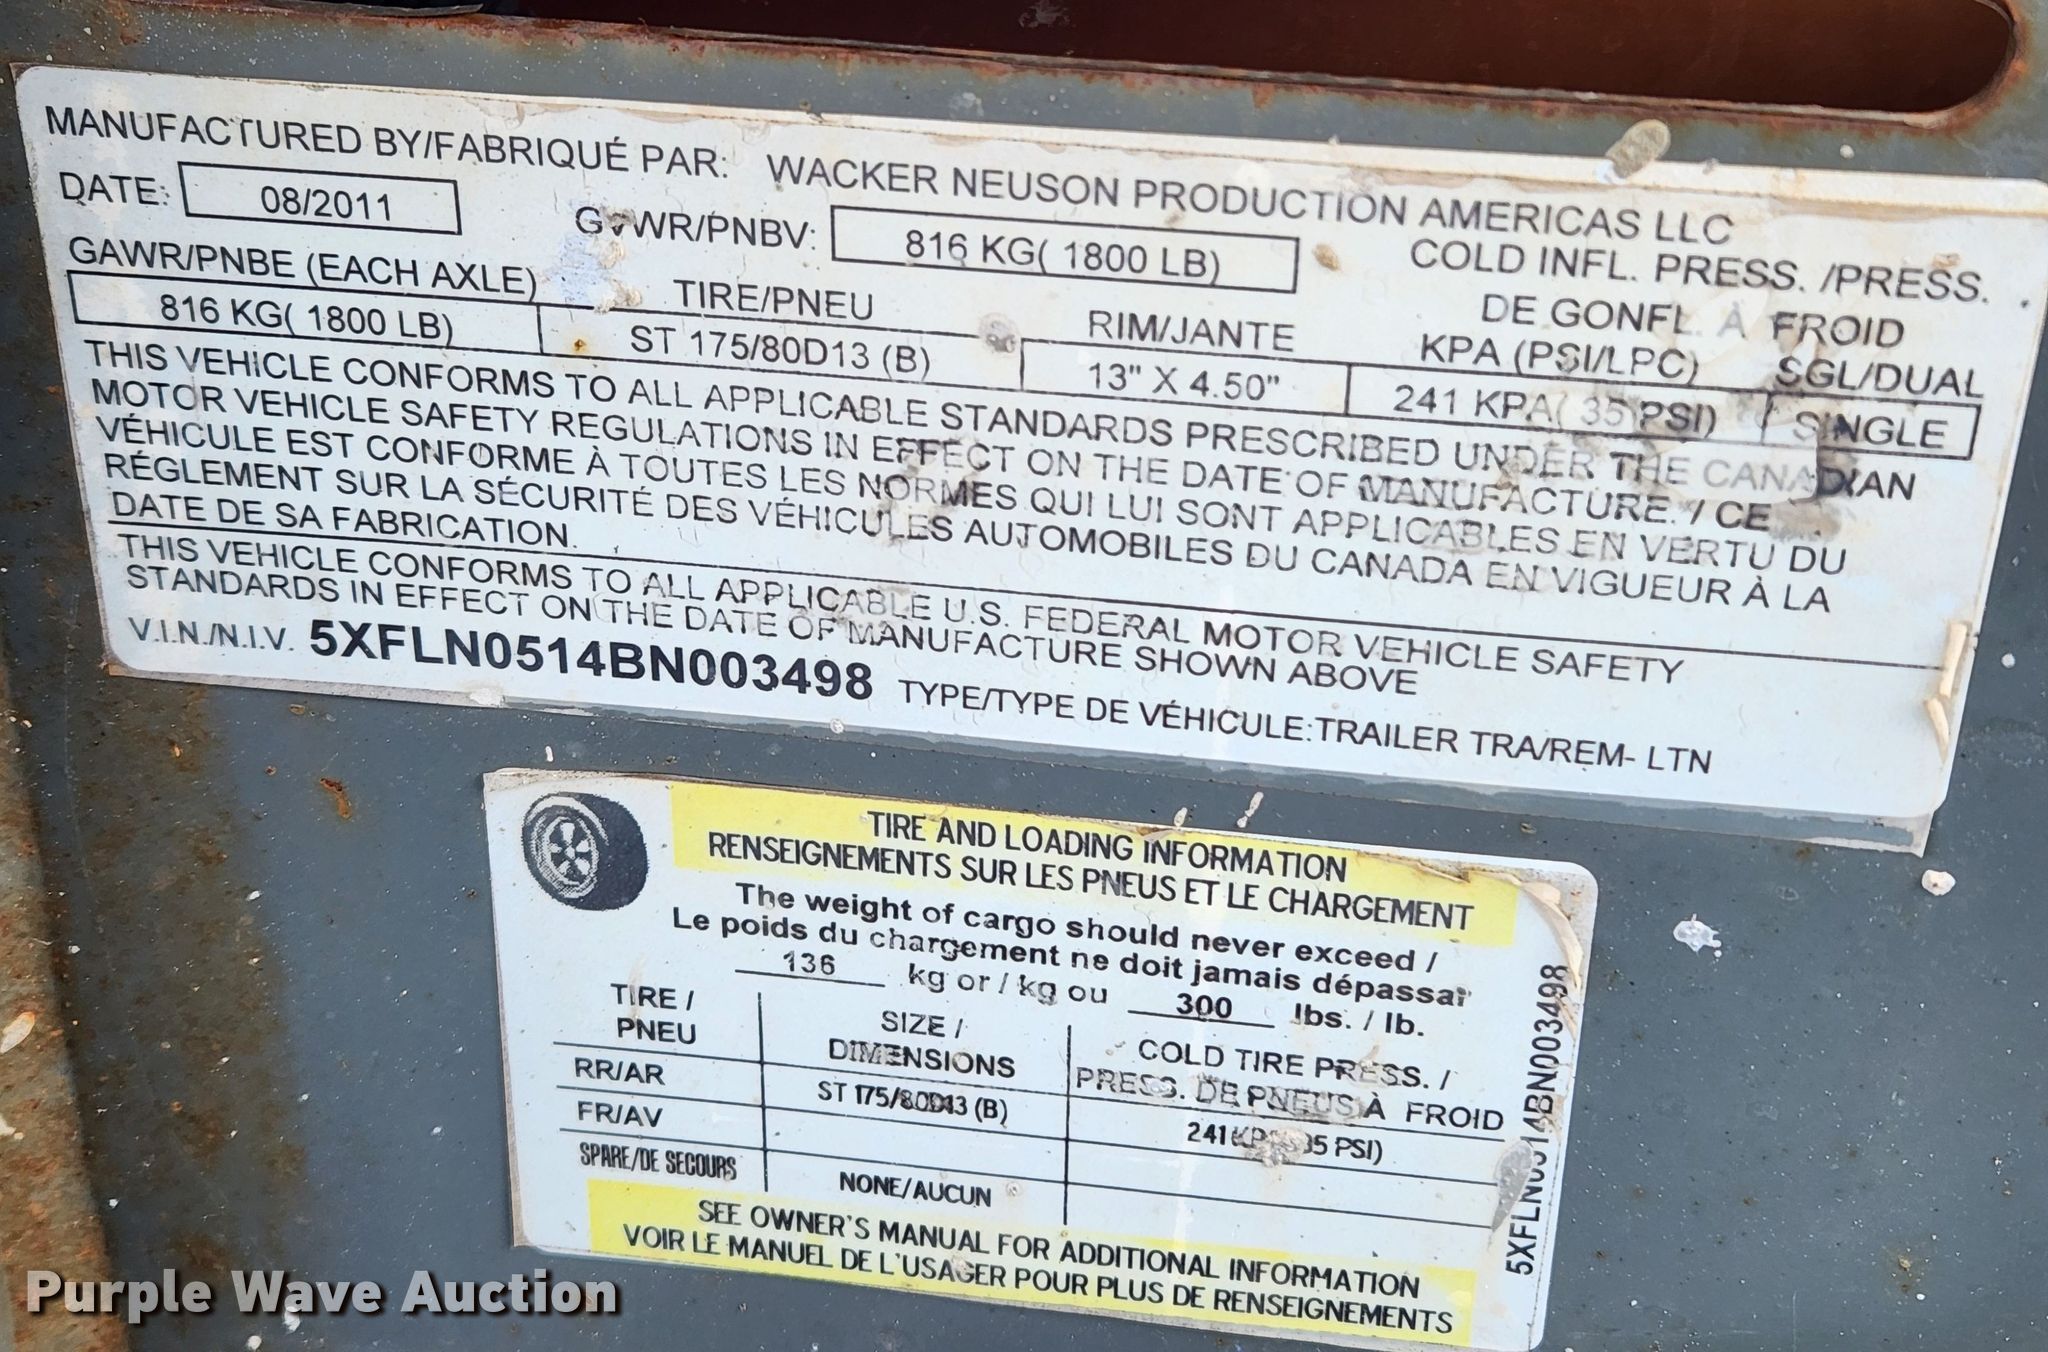 MANUFACTURED BY/FABRIQUÉ PAR: WACKER NEUSON PRODUCTION AMERICAS LLC
DATE: 08/2011 GVWR/PNBV: 816 KG( 1800 LB) COLD INFL. PRESS. /PRESS.
GAWR/PNBE (EACH AXLE) TIRE/PNEU RIM/JANTE DE GONFL. À FROID
KPA (PSI/LPC) SGL/DUAL
816 KG( 1800 LB) ST 175/80D13 (B) 13" X 4.50" 241 KPA( 35 PSI) SINGLE
THIS VEHICLE CONFORMS TO ALL APPLICABLE STANDARDS PRESCRIBED UNDER THE CANADIAN
MOTOR VEHICLE SAFETY REGULATIONS IN EFFECT ON THE DATE OF MANUFACTURE. / CE
VÉHICULE EST CONFORME À TOUTES LES NORMES QUI LUI SONT APPLICABLES EN VERTU DU
RÉGLEMENT SUR LA SÉCURITÉ DES VÉHICULES AUTOMOBILES DU CANADA EN VIGUEUR À LA
DATE DE SA FABRICATION.
THIS VEHICLE CONFORMS TO ALL APPLICABLE U.S. FEDERAL MOTOR VEHICLE SAFETY
STANDARDS IN EFFECT ON THE DATE OF MANUFACTURE SHOWN ABOVE
V.I.N./N.I.V. 5XFLN0514BN003498 TYPE/TYPE DE VÉHICULE:TRAILER TRA/REM- LTN
TIRE AND LOADING INFORMATION
RENSEIGNEMENTS SUR LES PNEUS ET LE CHARGEMENT
The weight of cargo should never exceed /
Le poids du chargement ne doit jamais dépassar
136 kg or / kg ou 300 lbs. / lb.
TIRE / PNEU
SIZE / DIMENSIONS
COLD TIRE PRESS. /
PRESS. DE PNEUS À FROID
RR/AR ST 175/80D13 (B) 241 KPA( 35 PSI)
FR/AV
SPARE/DE SECOURS NONE/AUCUN
SEE OWNER'S MANUAL FOR ADDITIONAL INFORMATION
VOIR LE MANUEL DE L'USAGER POUR PLUS DE RENSEIGNEMENTS
5XFLN0514BN003498
Purple Wave Auction